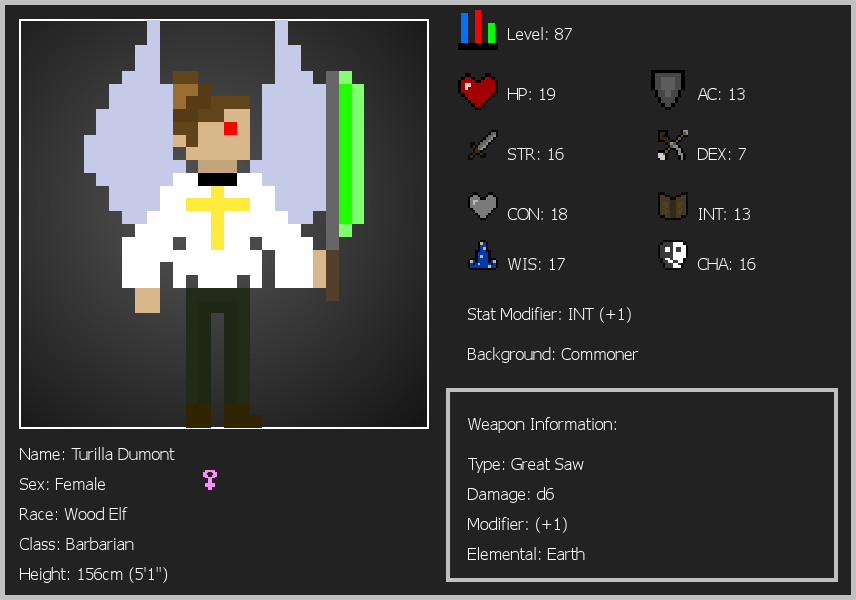 Level: 87
HP: 19
AC: 13
STR: 16
DEX: 7
CON: 18
INT: 13
WIS: 17
CHA: 16
Stat Modifier: INT (+1)
Background: Commoner
Weapon Information:
Type: Great Saw
Damage: d6
Modifier: (+1)
Elemental: Earth
Name: Turilla Dumont
Sex: Female
Race: Wood Elf
Class: Barbarian
Height: 156cm (5'1")